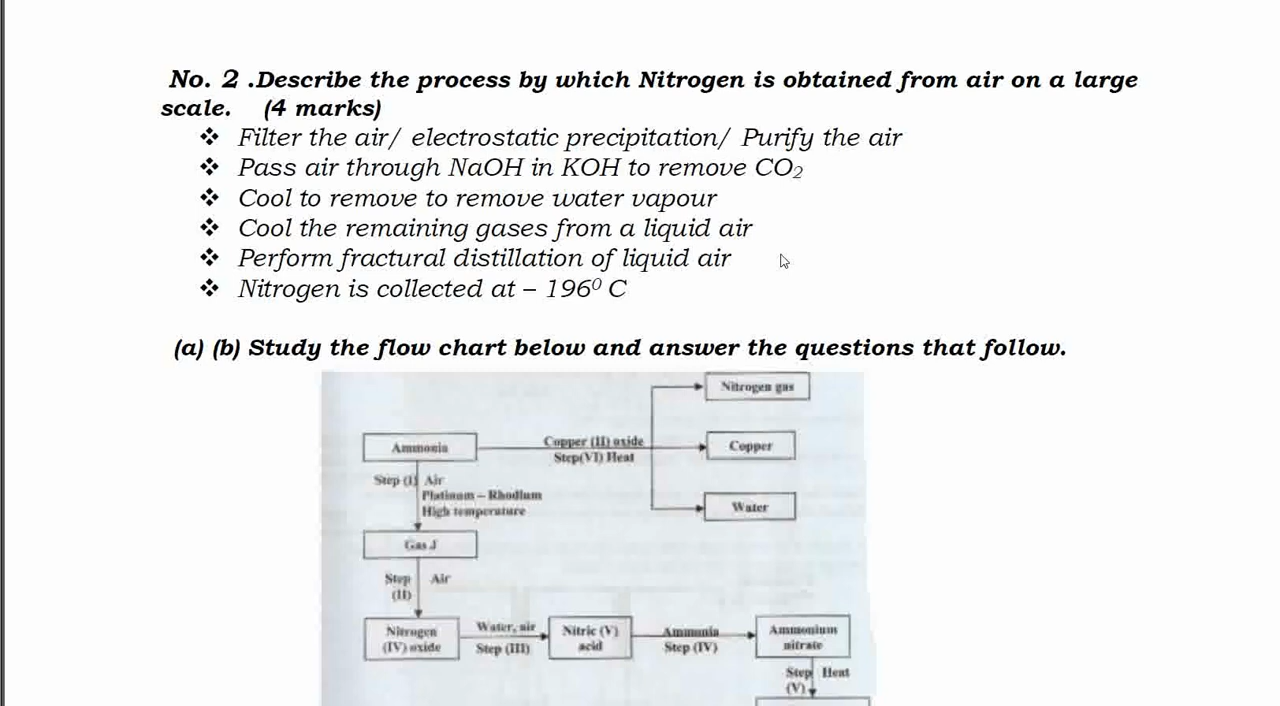 No. 2 .Describe the process by which Nitrogen is obtained from air on a large
scale. (4 marks)
❖ Filter the air/ electrostatic precipitation/ Purify the air
❖ Pass air through NaOH in KOH to remove CO₂
❖ Cool to remove to remove water vapour
❖ Cool the remaining gases from a liquid air
❖ Perform fractural distillation of liquid air
❖ Nitrogen is collected at – 196⁰ C
(a) (b) Study the flow chart below and answer the questions that follow.
Nitrogen gas
Ammonia
Copper (II) oxide
Step(VI) Heat
Copper
Step (I) Air
Platinum – Rhodium
High temperature
Water
Gas J
Step Air
(II)
Nitrogen
(IV) oxide
Water, air
Step (III)
Nitric (V)
acid
Ammonia
Step (IV)
Ammonium
nitrate
Step Heat
(V)